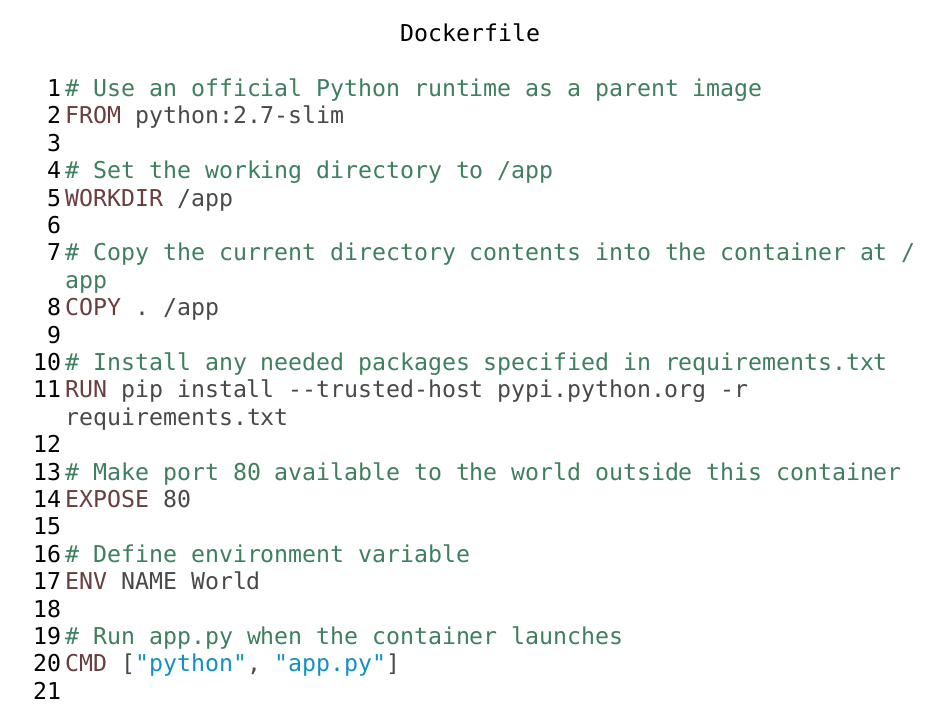 Dockerfile
1 # Use an official Python runtime as a parent image
2 FROM python:2.7-slim
3
4 # Set the working directory to /app
5 WORKDIR /app
6
7 # Copy the current directory contents into the container at /
app
8 COPY . /app
9
10 # Install any needed packages specified in requirements.txt
11 RUN pip install --trusted-host pypi.python.org -r
requirements.txt
12
13 # Make port 80 available to the world outside this container
14 EXPOSE 80
15
16 # Define environment variable
17 ENV NAME World
18
19 # Run app.py when the container launches
20 CMD ["python", "app.py"]
21